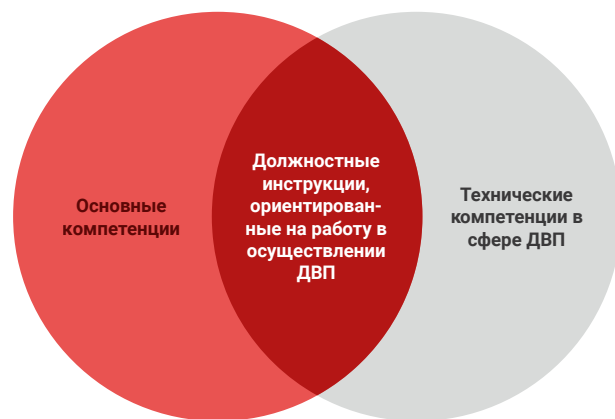 Основные
компетенции
Должностные
инструкции,
ориентирован-
ные на работу в
осуществлении
ДВП
Технические
компетенции в
сфере ДВП